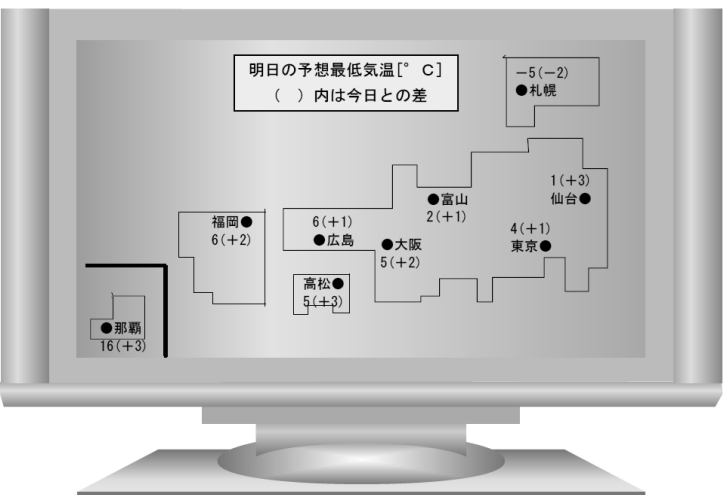 明日の予想最低気温[°C]
( )内は今日との差
-5(-2)
●札幌
1(+3)
仙台●
●富山
2(+1)
4(+1)
東京●
福岡●
6(+2)
6(+1)
●広島
●大阪
5(+2)
高松●
5(+3)
●那覇
16(+3)